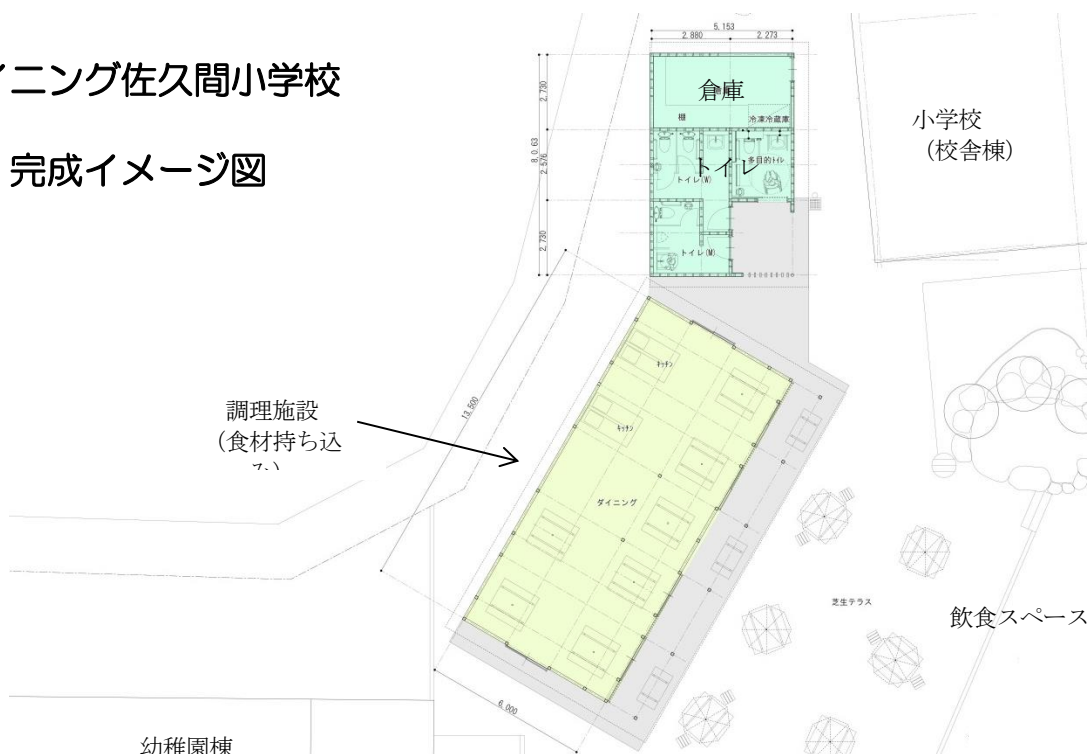 イニング佐久間小学校
完成イメージ図
5.153
2.880
2.273
倉庫
棚
冷凍冷蔵庫
2.730
8.063
2.576
2.730
トイレ
多目的トイレ
トイレ(W)
トイレ(M)
小学校
(校舎棟)
13.500
キッチン
キッチン
調理施設
(食材持ち込
ダイニング
芝生テラス
飲食スペース
6.000
幼稚園棟